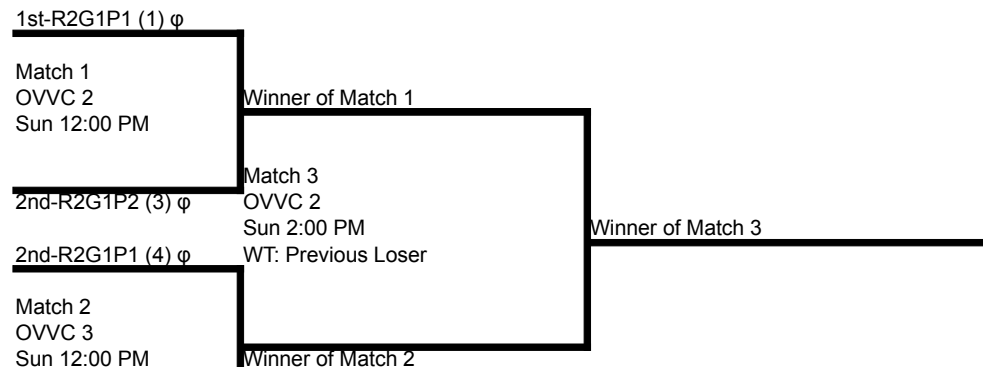 1st-R2G1P1 (1) φ
Match 1
OVVC 2
Sun 12:00 PM
2nd-R2G1P2 (3) φ
Winner of Match 1
Match 3
OVVC 2
Sun 2:00 PM
WT: Previous Loser
Winner of Match 3
2nd-R2G1P1 (4) φ
Match 2
OVVC 3
Sun 12:00 PM
Winner of Match 2